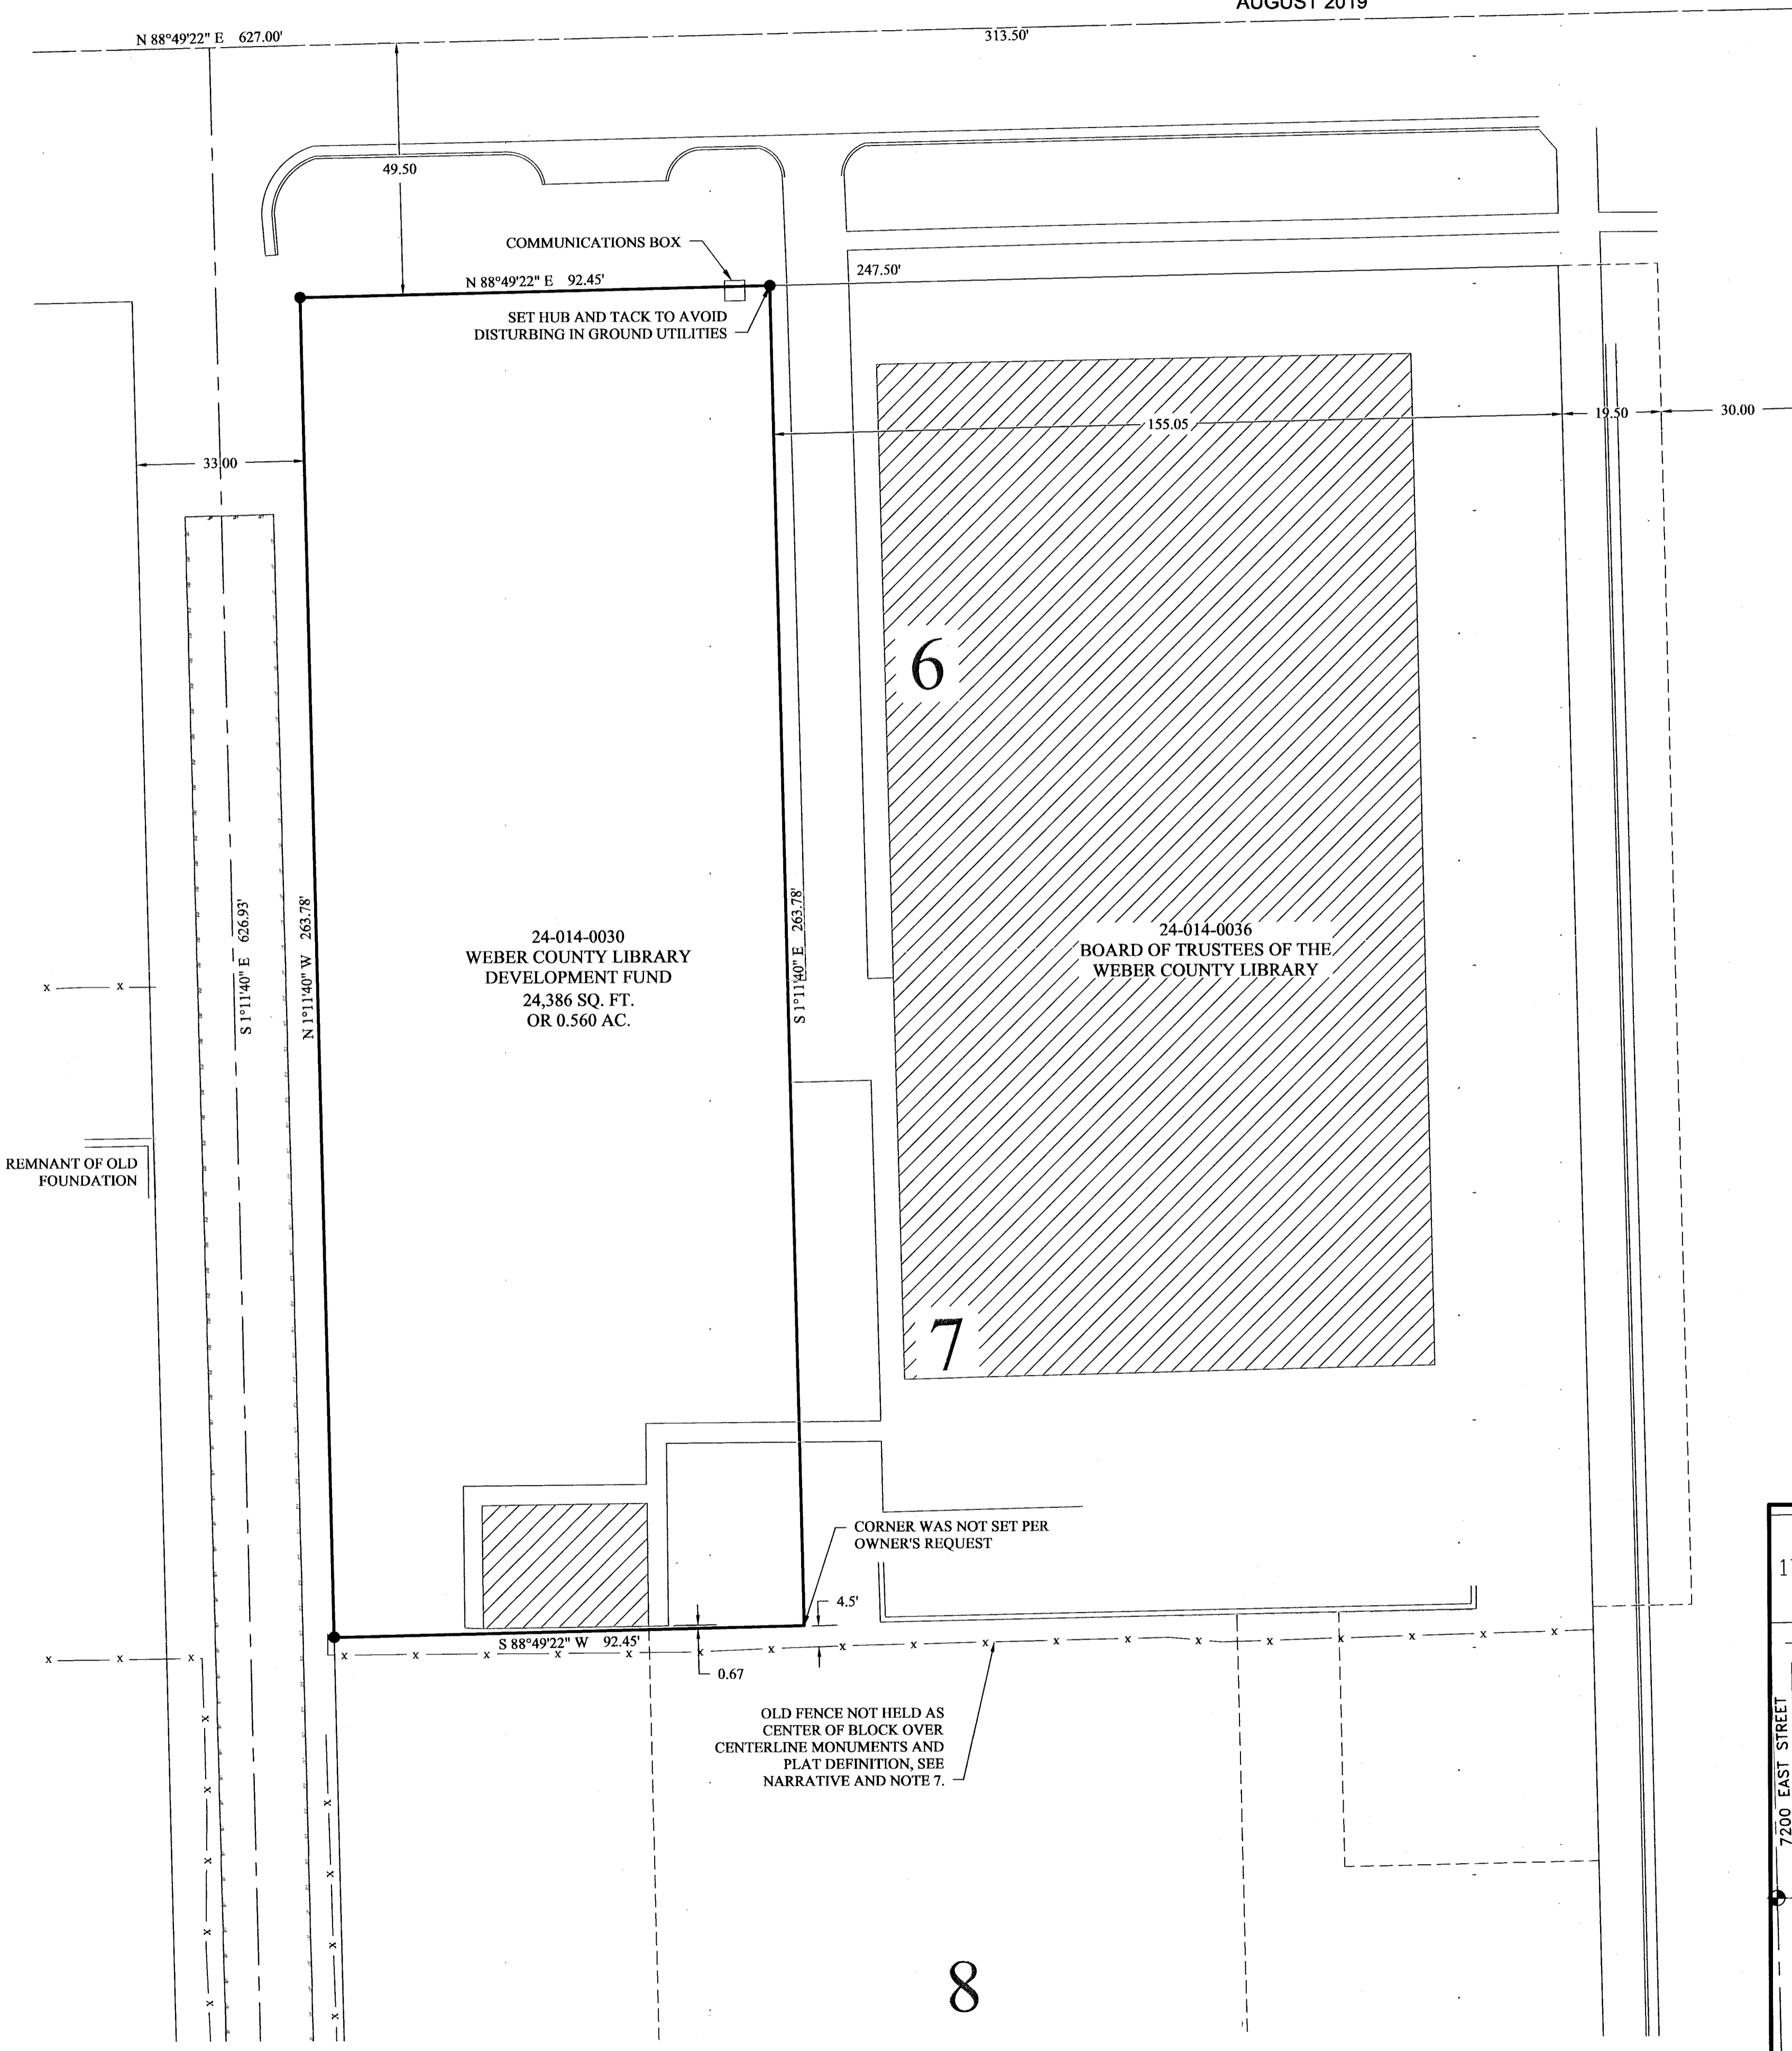 AUGUST 2019
N 88°49'22" E 627.00'
313.50'
49.50
COMMUNICATIONS BOX
N 88°49'22" E 92.45'
247.50'
SET HUB AND TACK TO AVOID
DISTURBING IN GROUND UTILITIES
155.05
19.50
30.00
33.00
6
S 1°11'40" E 626.93'
N 1°11'40" W 263.78'
24-014-0030
WEBER COUNTY LIBRARY
DEVELOPMENT FUND
24,386 SQ. FT.
OR 0.560 AC.
S 1°11'40" E 263.78'
24-014-0036
BOARD OF TRUSTEES OF THE
WEBER COUNTY LIBRARY
REMNANT OF OLD
FOUNDATION
7
CORNER WAS NOT SET PER
OWNER'S REQUEST
4.5'
S 88°49'22" W 92.45'
0.67
OLD FENCE NOT HELD AS
CENTER OF BLOCK OVER
CENTERLINE MONUMENTS AND
PLAT DEFINITION, SEE
NARRATIVE AND NOTE 7.
7200 EAST STREET
8